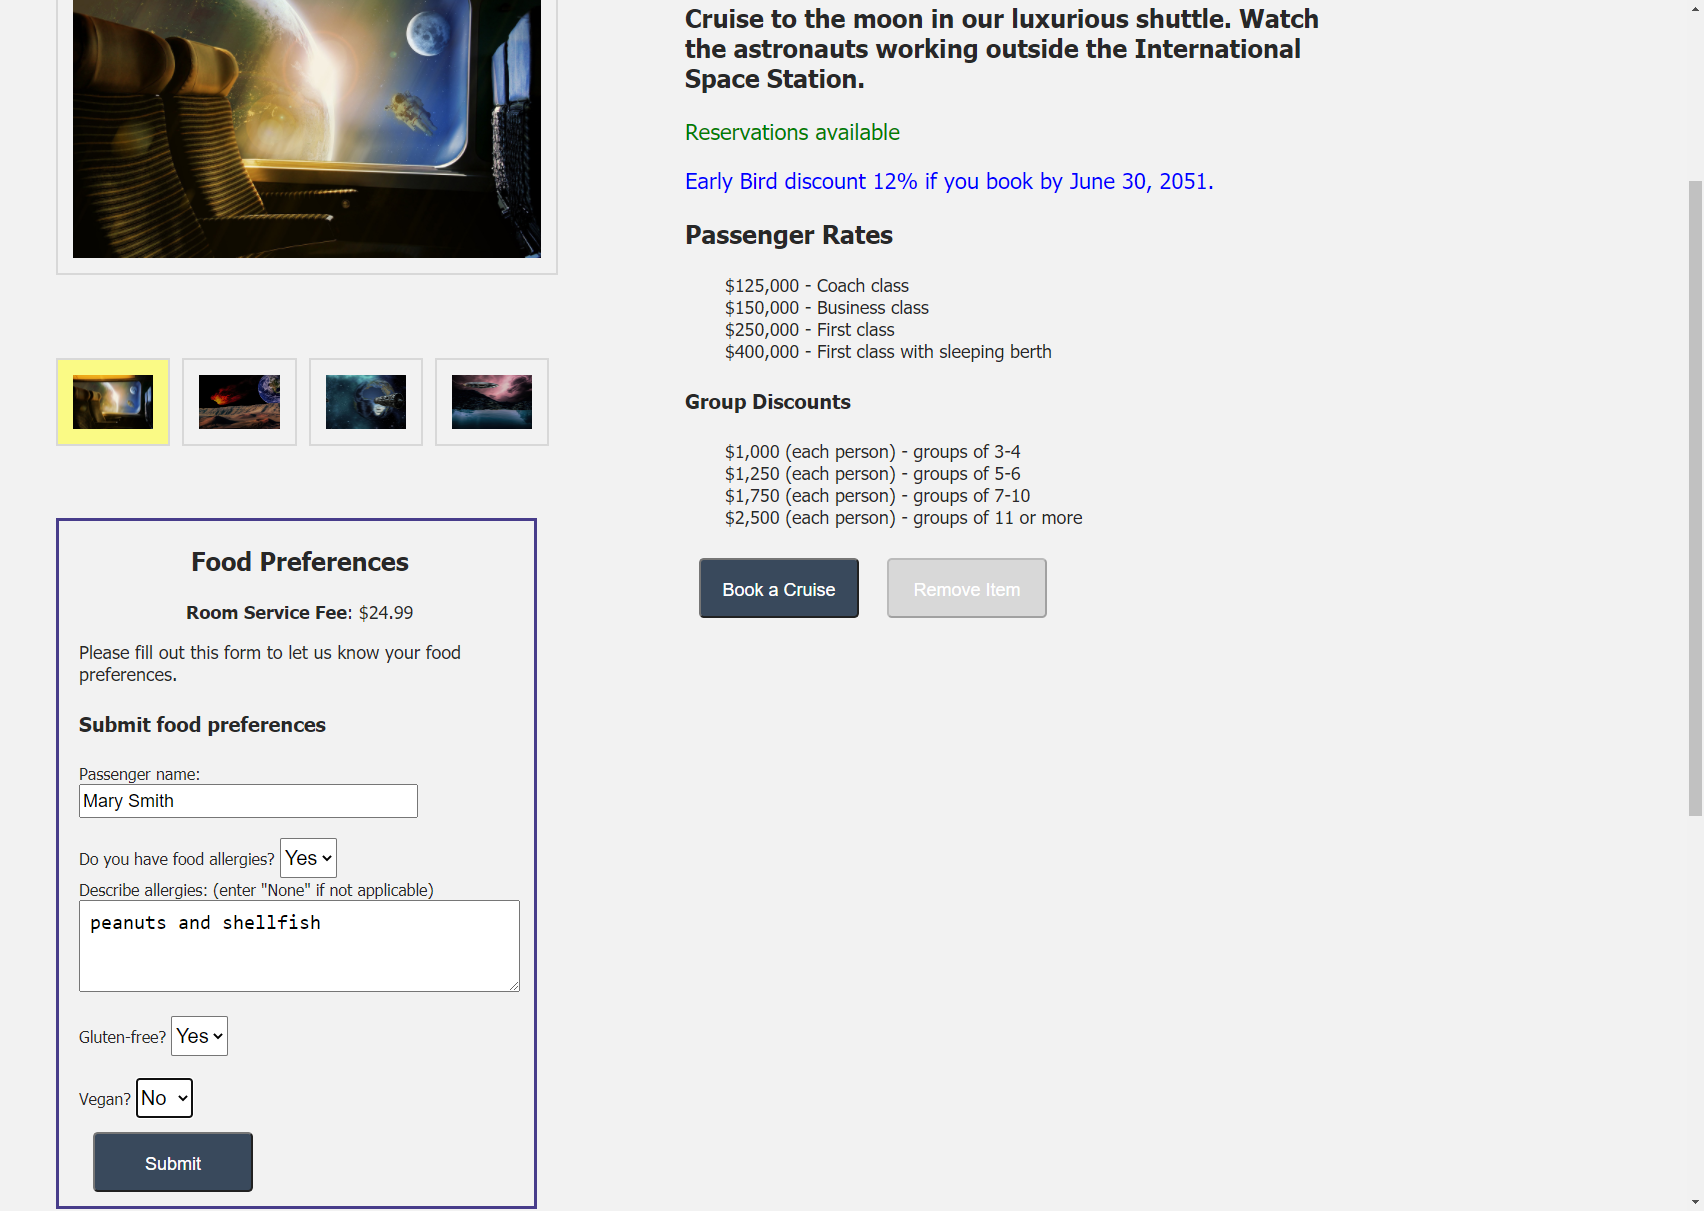 Cruise to the moon in our luxurious shuttle. Watch
the astronauts working outside the International
Space Station.
Reservations available
Early Bird discount 12% if you book by June 30, 2051.
Passenger Rates
$125,000 - Coach class
$150,000 - Business class
$250,000 - First class
$400,000 - First class with sleeping berth
Group Discounts
$1,000 (each person) - groups of 3-4
$1,250 (each person) - groups of 5-6
$1,750 (each person) - groups of 7-10
$2,500 (each person) - groups of 11 or more
Book a Cruise
Remove Item
Food Preferences
Room Service Fee: $24.99
Please fill out this form to let us know your food
preferences.
Submit food preferences
Passenger name:
Mary Smith
Do you have food allergies? Yes
Describe allergies: (enter "None" if not applicable)
peanuts and shellfish
Gluten-free? Yes
Vegan? No
Submit